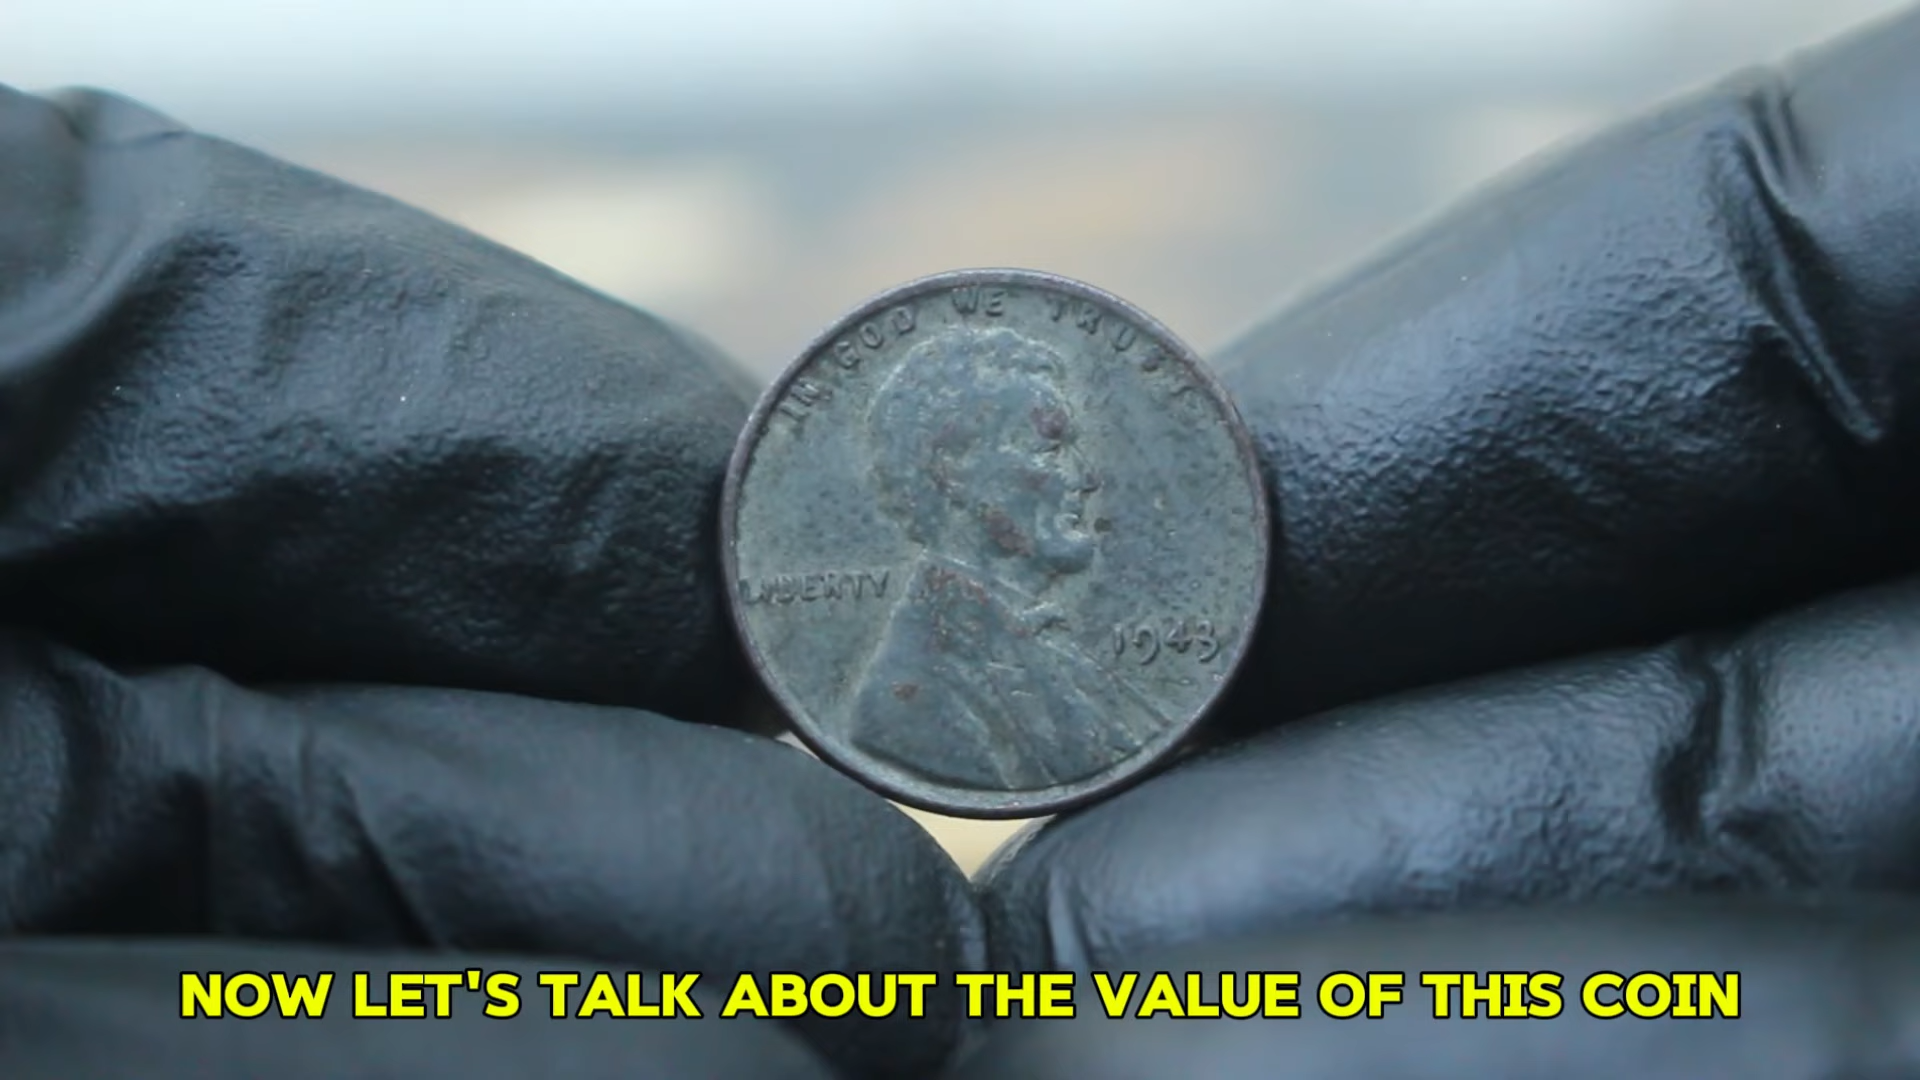 IN GOD WE TRUST
LIBERTY
1943
NOW LET'S TALK ABOUT THE VALUE OF THIS COIN